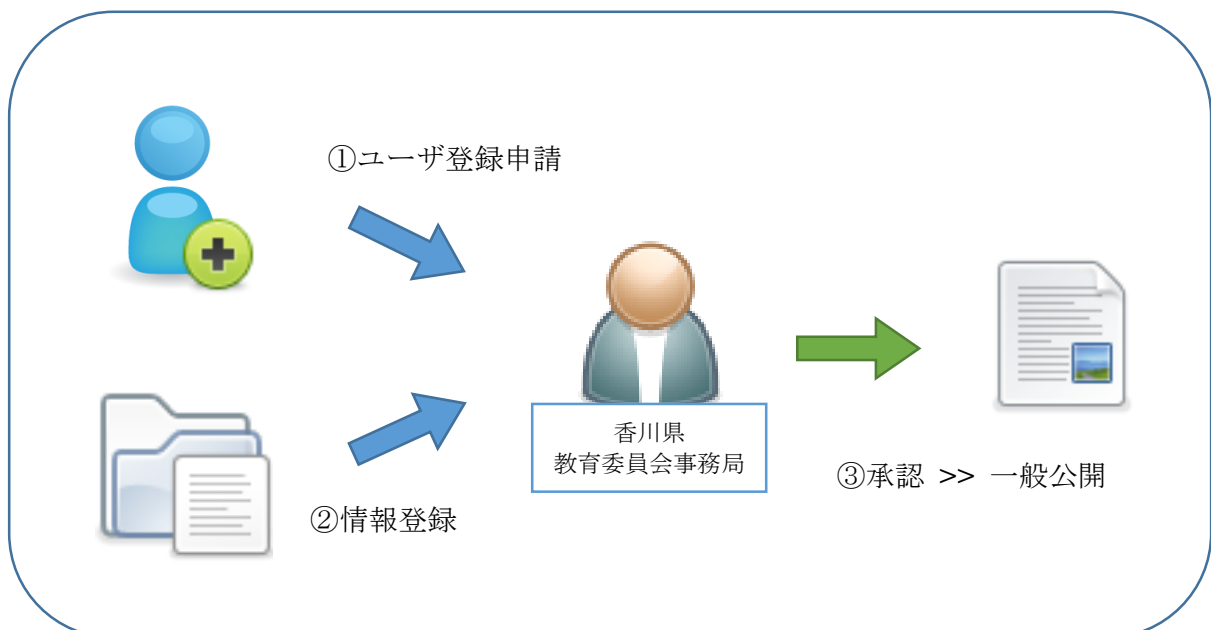 ①ユーザ登録申請
香川県
教育委員会事務局
②情報登録
③承認 >> 一般公開